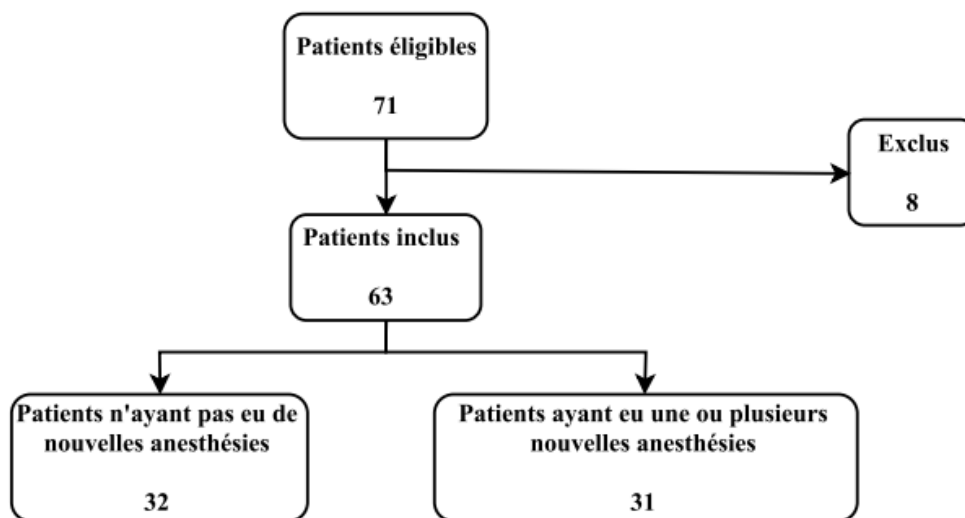 Patients éligibles
71
Exclus
8
Patients inclus
63
Patients n'ayant pas eu de
nouvelles anesthésies
32
Patients ayant eu une ou plusieurs
nouvelles anesthésies
31